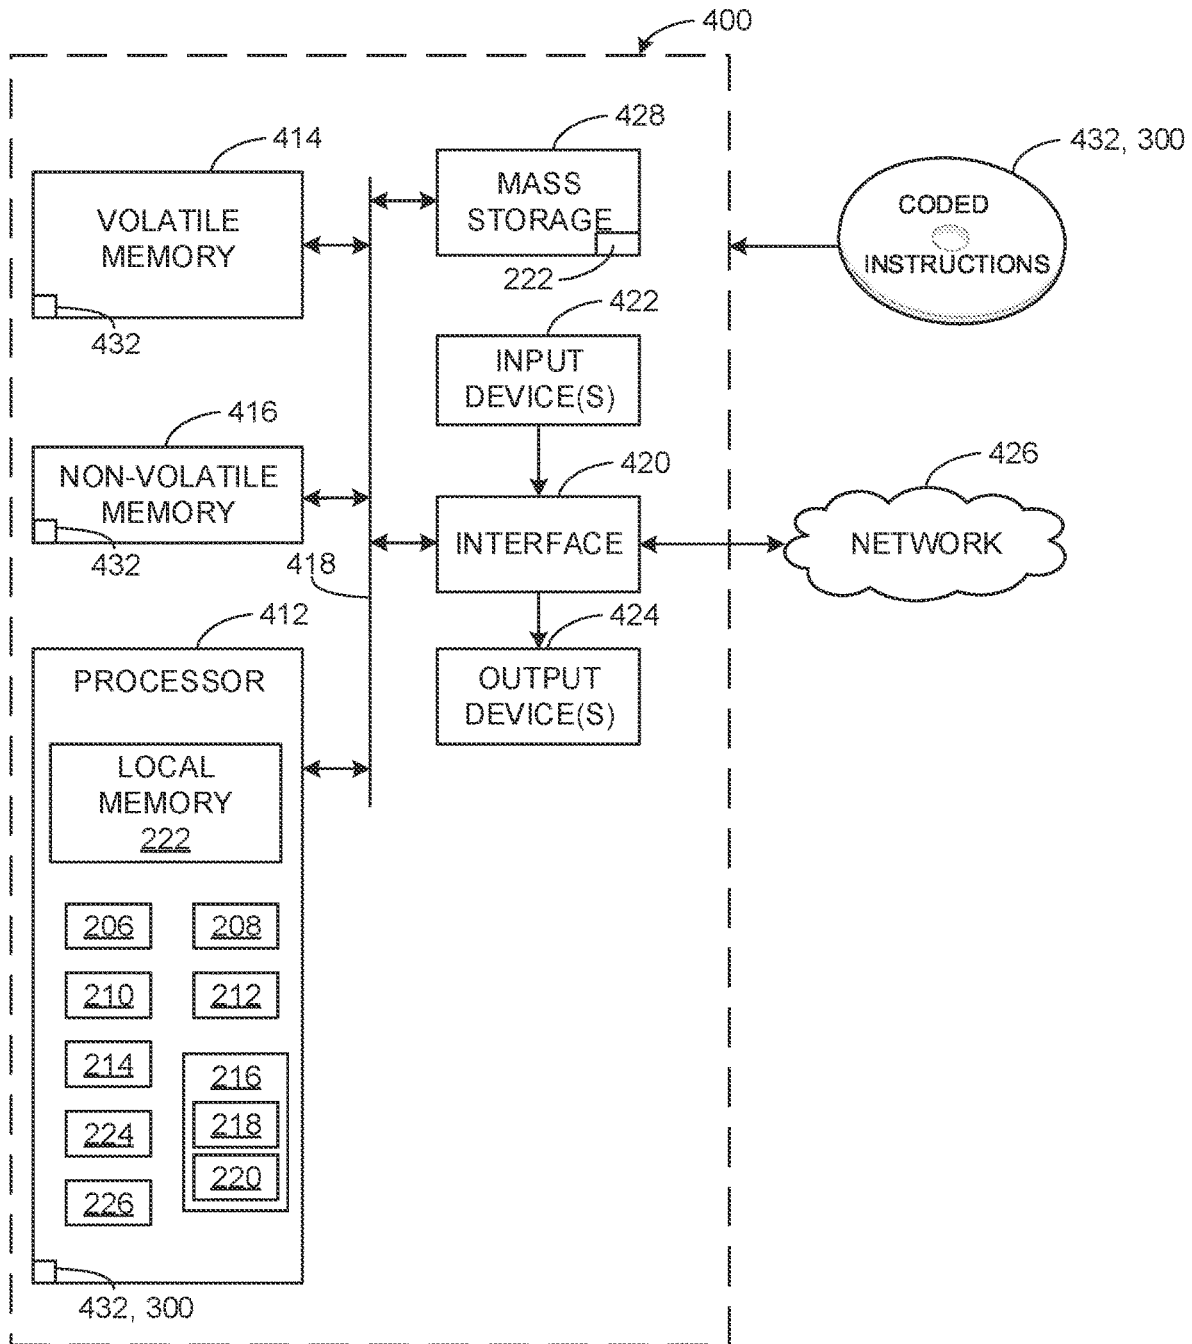 400
414
VOLATILE
MEMORY
432
428
MASS
STORAGE
222
432, 300
CODED
INSTRUCTIONS
422
INPUT
DEVICE(S)
416
NON-VOLATILE
MEMORY
432
420
INTERFACE
426
NETWORK
418
424
OUTPUT
DEVICE(S)
412
PROCESSOR
LOCAL
MEMORY
222
206
208
210
212
214
216
218
224
220
226
432, 300